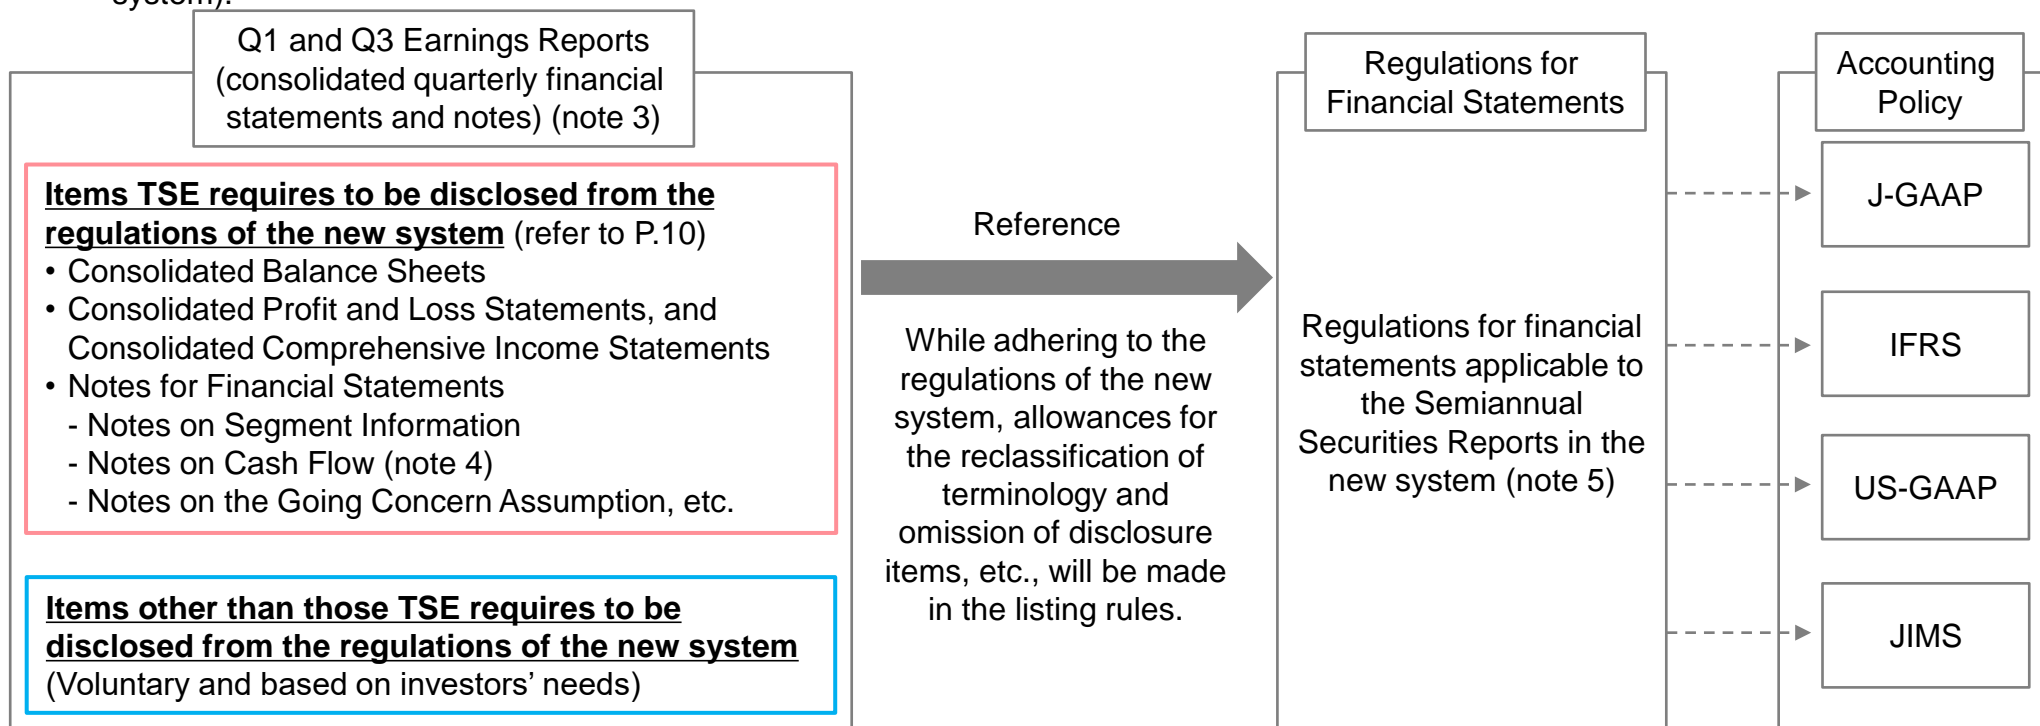 system).
Q1 and Q3 Earnings Reports
(consolidated quarterly financial
statements and notes) (note 3)
Items TSE requires to be disclosed from the
regulations of the new system (refer to P.10)
• Consolidated Balance Sheets
• Consolidated Profit and Loss Statements, and
Consolidated Comprehensive Income Statements
• Notes for Financial Statements
- Notes on Segment Information
- Notes on Cash Flow (note 4)
- Notes on the Going Concern Assumption, etc.
Items other than those TSE requires to be
disclosed from the regulations of the new system
(Voluntary and based on investors’ needs)
Reference
While adhering to the
regulations of the new
system, allowances for
the reclassification of
terminology and
omission of disclosure
items, etc., will be made
in the listing rules.
Regulations for
Financial Statements
Regulations for financial
statements applicable to
the Semiannual
Securities Reports in the
new system (note 5)
Accounting
Policy
J-GAAP
IFRS
US-GAAP
JIMS